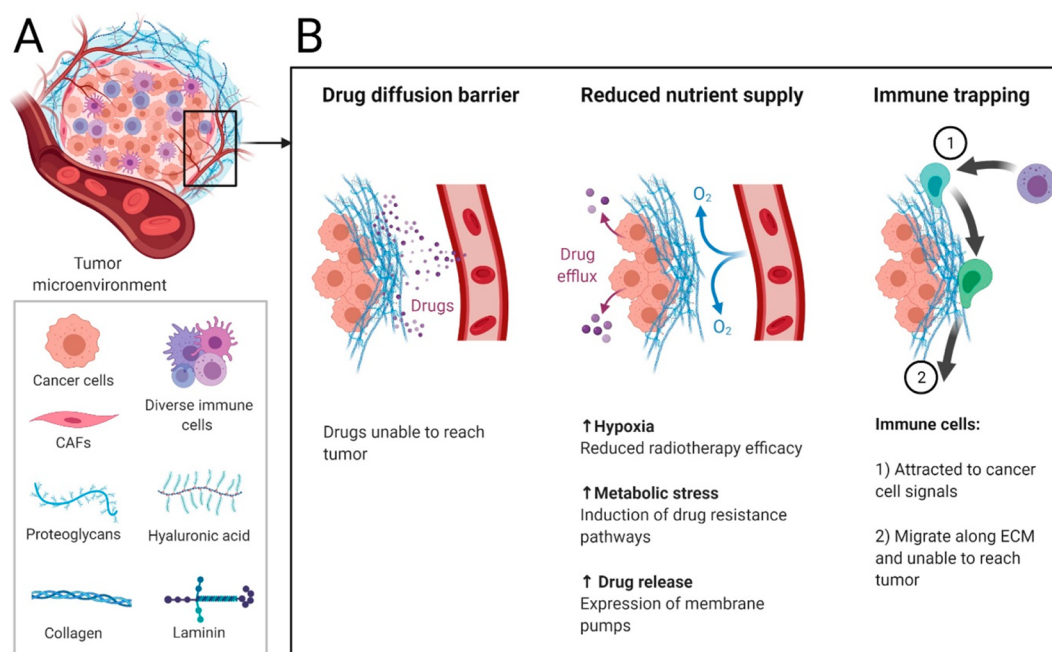 A
Tumor
microenvironment
Cancer cells
Diverse immune
cells
CAFs
Proteoglycans
Hyaluronic acid
Collagen
Laminin
B
Drug diffusion barrier
Drugs
Drugs unable to reach
tumor
Reduced nutrient supply
O₂
Drug
efflux
O₂
↑Hypoxia
Reduced radiotherapy efficacy
↑Metabolic stress
Induction of drug resistance
pathways
↑ Drug release
Expression of membrane
pumps
Immune trapping
1
2
Immune cells:
1) Attracted to cancer
cell signals
2) Migrate along ECM
and unable to reach
tumor